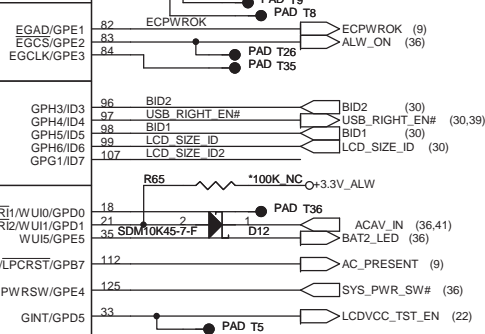 PAD T9
PAD T8
EGAD/GPE1 82 ECPWROK ECPWROK (9)
EGCS/GPE2 83 ALW_ON (36)
EGCLK/GPE3 84 PAD T26
PAD T35
GPH3/ID3 96 BID2 BID2 (30)
GPH4/ID4 97 USB_RIGHT_EN# USB_RIGHT_EN# (30,39)
GPH5/ID5 98 BID1 BID1 (30)
GPH6/ID6 99 LCD_SIZE_ID LCD_SIZE_ID (30)
GPG1/ID7 107 LCD_SIZE_ID2
R65 *100K_NC +3.3V_ALW
RI1/WUI0/GPD0 18 PAD T36
RI2/WUI1/GPD1 21 2 1 ACAV_IN (36,41)
WUI5/GPE5 35 SDM10K45-7-F D12 BAT2_LED (36)
/LPCRST/GPB7 112 AC_PRESENT (9)
PWRSW/GPE4 125 SYS_PWR_SW# (36)
GINT/GPD5 33 LCDVCC_TST_EN (22)
PAD T5